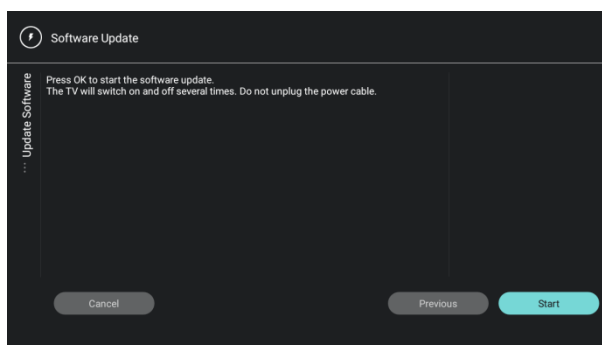 Software Update
... Update Software
Press OK to start the software update.
The TV will switch on and off several times. Do not unplug the power cable.
Cancel
Previous
Start